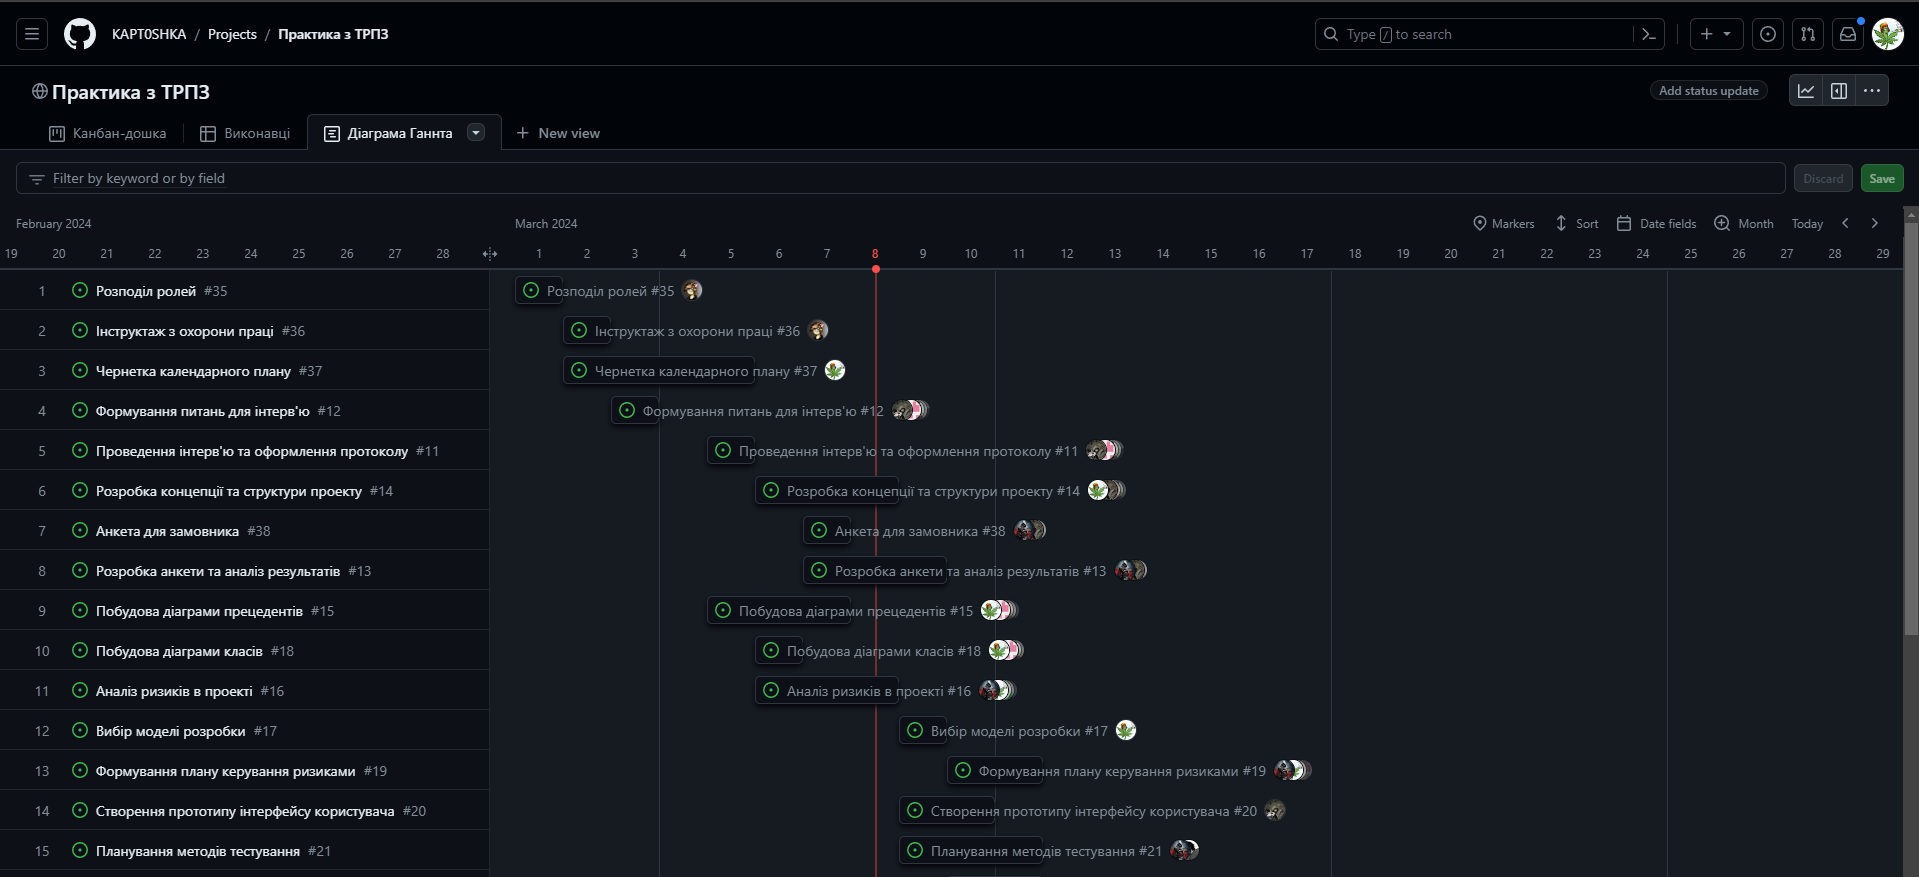 KAPT0SHKA / Projects / Практика з ТРПЗ
Type / to search
Практика з ТРПЗ
Add status update
Канбан-дошка
Виконавці
Діаграма Ганнта
New view
Filter by keyword or by field
Discard
Save
February 2024
March 2024
Markers
Sort
Date fields
Month
Today
19 20 21 22 23 24 25 26 27 28 1 2 3 4 5 6 7 8 9 10 11 12 13 14 15 16 17 18 19 20 21 22 23 24 25 26 27 28 29
1 Розподіл ролей #35
Розподіл ролей #35
2 Інструктаж з охорони праці #36
Інструктаж з охорони праці #36
3 Чернетка календарного плану #37
Чернетка календарного плану #37
4 Формування питань для інтерв'ю #12
Формування питань для інтерв'ю #12
5 Проведення інтерв'ю та оформлення протоколу #11
Проведення інтерв'ю та оформлення протоколу #11
6 Розробка концепції та структури проекту #14
Розробка концепції та структури проекту #14
7 Анкета для замовника #38
Анкета для замовника #38
8 Розробка анкети та аналіз результатів #13
Розробка анкети та аналіз результатів #13
9 Побудова діаграми прецедентів #15
Побудова діаграми прецедентів #15
10 Побудова діаграми класів #18
Побудова діаграми класів #18
11 Аналіз ризиків в проекті #16
Аналіз ризиків в проекті #16
12 Вибір моделі розробки #17
Вибір моделі розробки #17
13 Формування плану керування ризиками #19
Формування плану керування ризиками #19
14 Створення прототипу інтерфейсу користувача #20
Створення прототипу інтерфейсу користувача #20
15 Планування методів тестування #21
Планування методів тестування #21